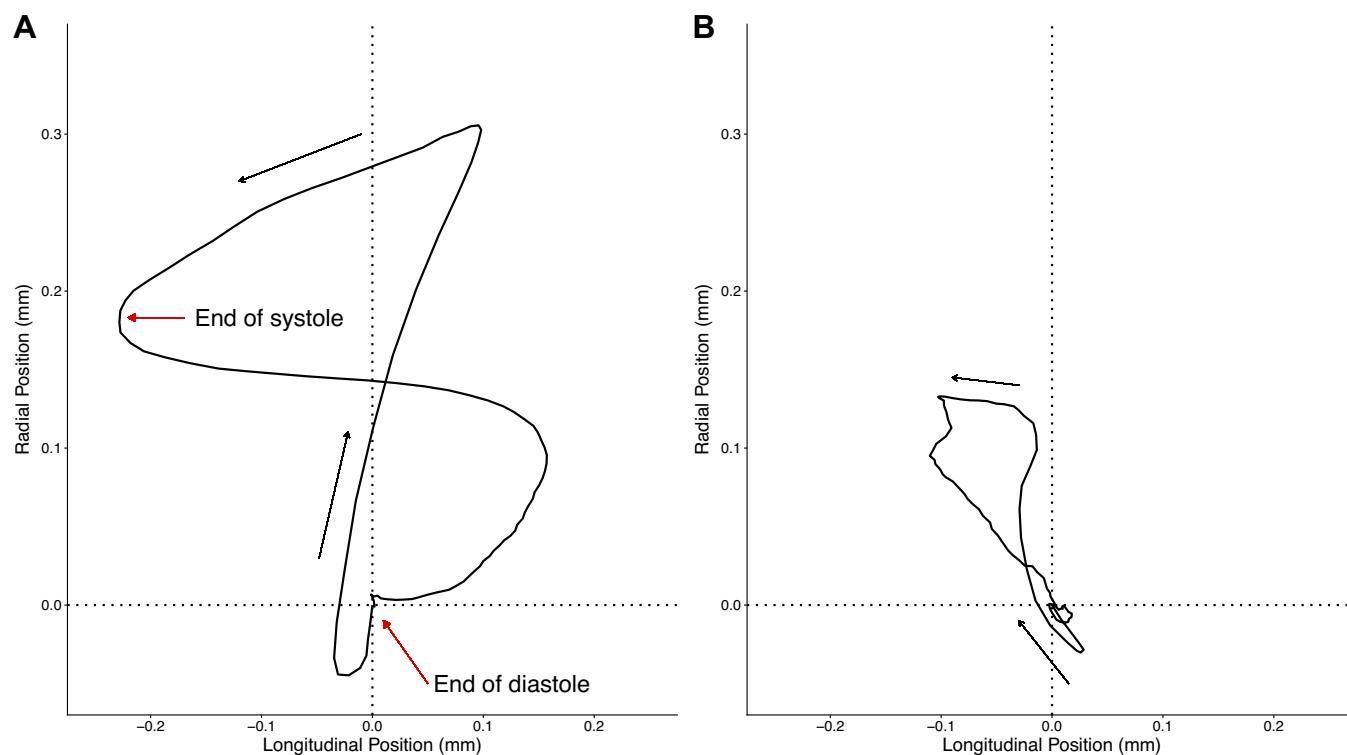 A
B
0.3
0.2
0.1
0.0
Radial Position (mm)
End of systole
End of diastole
−0.2
−0.1
0.0
0.1
0.2
Longitudinal Position (mm)
0.3
0.2
0.1
0.0
Radial Position (mm)
−0.2
−0.1
0.0
0.1
0.2
Longitudinal Position (mm)